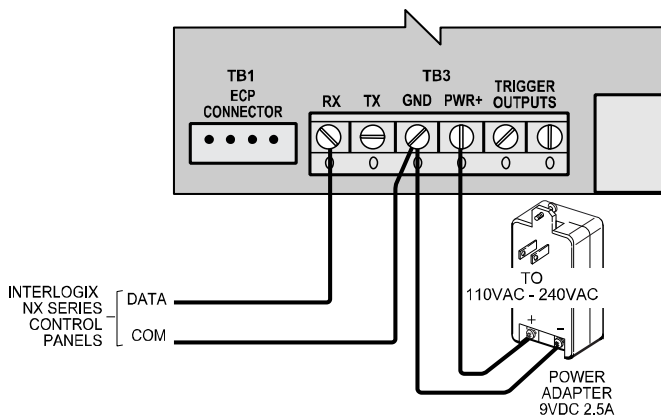 TB1
ECP
CONNECTOR
TB3
RX
TX
GND
PWR+
TRIGGER
OUTPUTS
INTERLOGIX
NX SERIES
CONTROL
PANELS
DATA
COM
TO
110VAC - 240VAC
+
-
POWER
ADAPTER
9VDC 2.5A